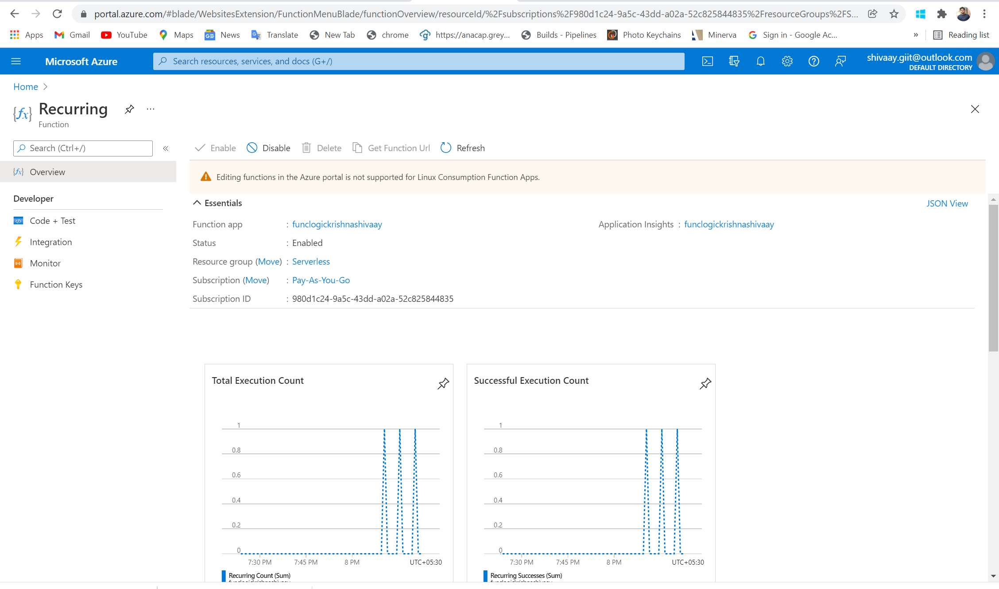 portal.azure.com/#blade/WebsitesExtension/FunctionMenuBlade/functionOverview/resourceId/%2Fsubscriptions%2F980d1c24-9a5c-43dd-a02a-52c825844835%2FresourceGroups%2FS...
Apps Gmail YouTube Maps News Translate New Tab chrome https://anacap.grey... Builds - Pipelines Photo Keychains Minerva Sign in - Google Ac... » Reading list
Microsoft Azure
Search resources, services, and docs (G+/)
shivaay.giit@outlook.com
DEFAULT DIRECTORY
Home >
{fx} Recurring ...
Function
Search (Ctrl+/) «
Enable Disable Delete Get Function Url Refresh
{fx} Overview
Editing functions in the Azure portal is not supported for Linux Consumption Function Apps.
Developer
Code + Test
Integration
Monitor
Function Keys
Essentials
JSON View
Function app : funclogickrishnashivaay
Application Insights : funclogickrishnashivaay
Status : Enabled
Resource group (Move) : Serverless
Subscription (Move) : Pay-As-You-Go
Subscription ID : 980d1c24-9a5c-43dd-a02a-52c825844835
Total Execution Count
1
0.8
0.6
0.4
0.2
0
7:30 PM 7:45 PM 8 PM UTC+05:30
Recurring Count (Sum)
funclogickrishnashivaay
Successful Execution Count
1
0.8
0.6
0.4
0.2
0
7:30 PM 7:45 PM 8 PM UTC+05:30
Recurring Successes (Sum)
funclogickrishnashivaay